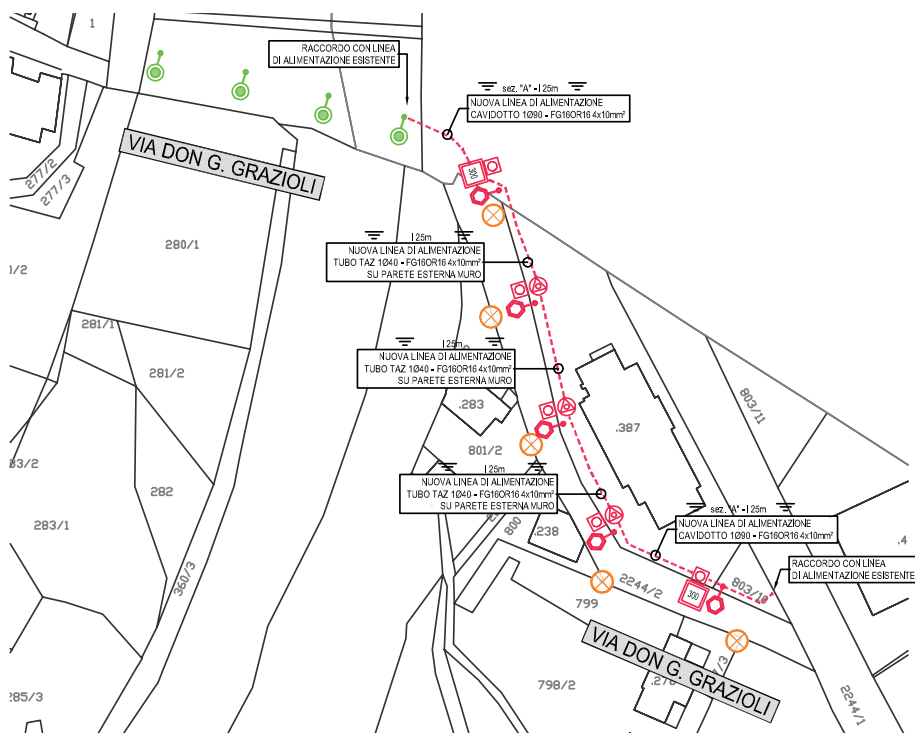 1
RACCORDO CON LINEA
DI ALIMENTAZIONE ESISTENTE
sez. "A" - l 25m
NUOVA LINEA DI ALIMENTAZIONE
CAVIDOTTO 1Ø90 - FG16OR16 4x10mm²
VIA DON G. GRAZIOLI
277/2
277/3
300
280/1
l 25m
NUOVA LINEA DI ALIMENTAZIONE
TUBO TAZ 1Ø40 - FG16OR16 4x10mm²
SU PARETE ESTERNA MURO
281/1
281/2
l 25m
NUOVA LINEA DI ALIMENTAZIONE
TUBO TAZ 1Ø40 - FG16OR16 4x10mm²
SU PARETE ESTERNA MURO
.283
.387
803/11
801/2
282
l 25m
NUOVA LINEA DI ALIMENTAZIONE
TUBO TAZ 1Ø40 - FG16OR16 4x10mm²
SU PARETE ESTERNA MURO
sez. "A" - l 25m
NUOVA LINEA DI ALIMENTAZIONE
CAVIDOTTO 1Ø90 - FG16OR16 4x10mm²
283/1
800
.238
.4
RACCORDO CON LINEA
DI ALIMENTAZIONE ESISTENTE
360/3
2244/2
300
803/10
799
VIA DON G. GRAZIOLI
798/2
285/3
2244/1